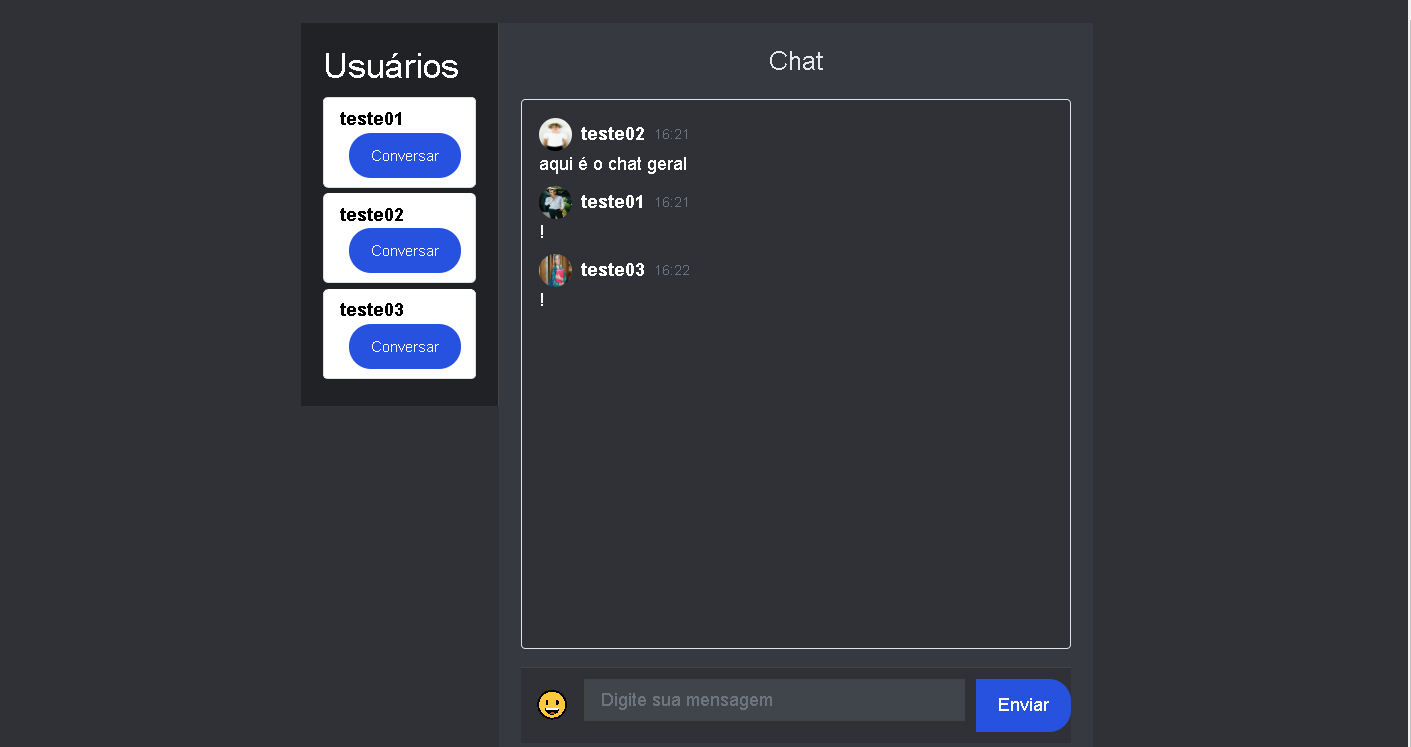 Usuários
teste01
Conversar
teste02
Conversar
teste03
Conversar
Chat
teste02 16:21
aqui é o chat geral
teste01 16:21
!
teste03 16:22
!
Digite sua mensagem
Enviar